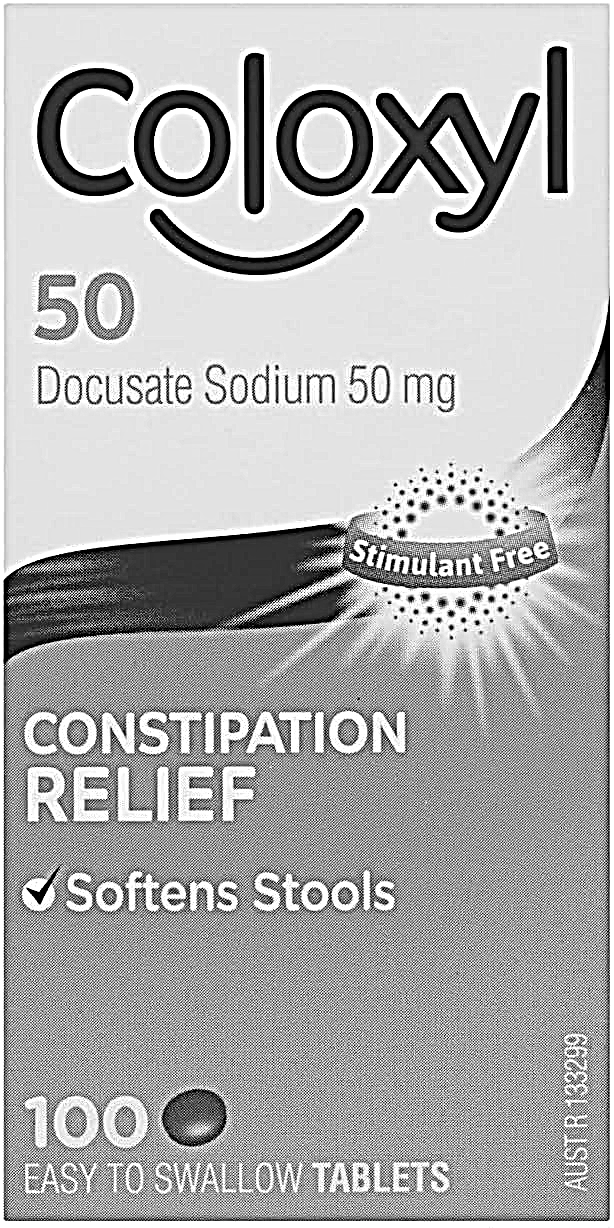 Coloxyl
50
Docusate Sodium 50 mg
Stimulant Free
CONSTIPATION
RELIEF
Softens Stools
100
EASY TO SWALLOW TABLETS
AUST R 133299